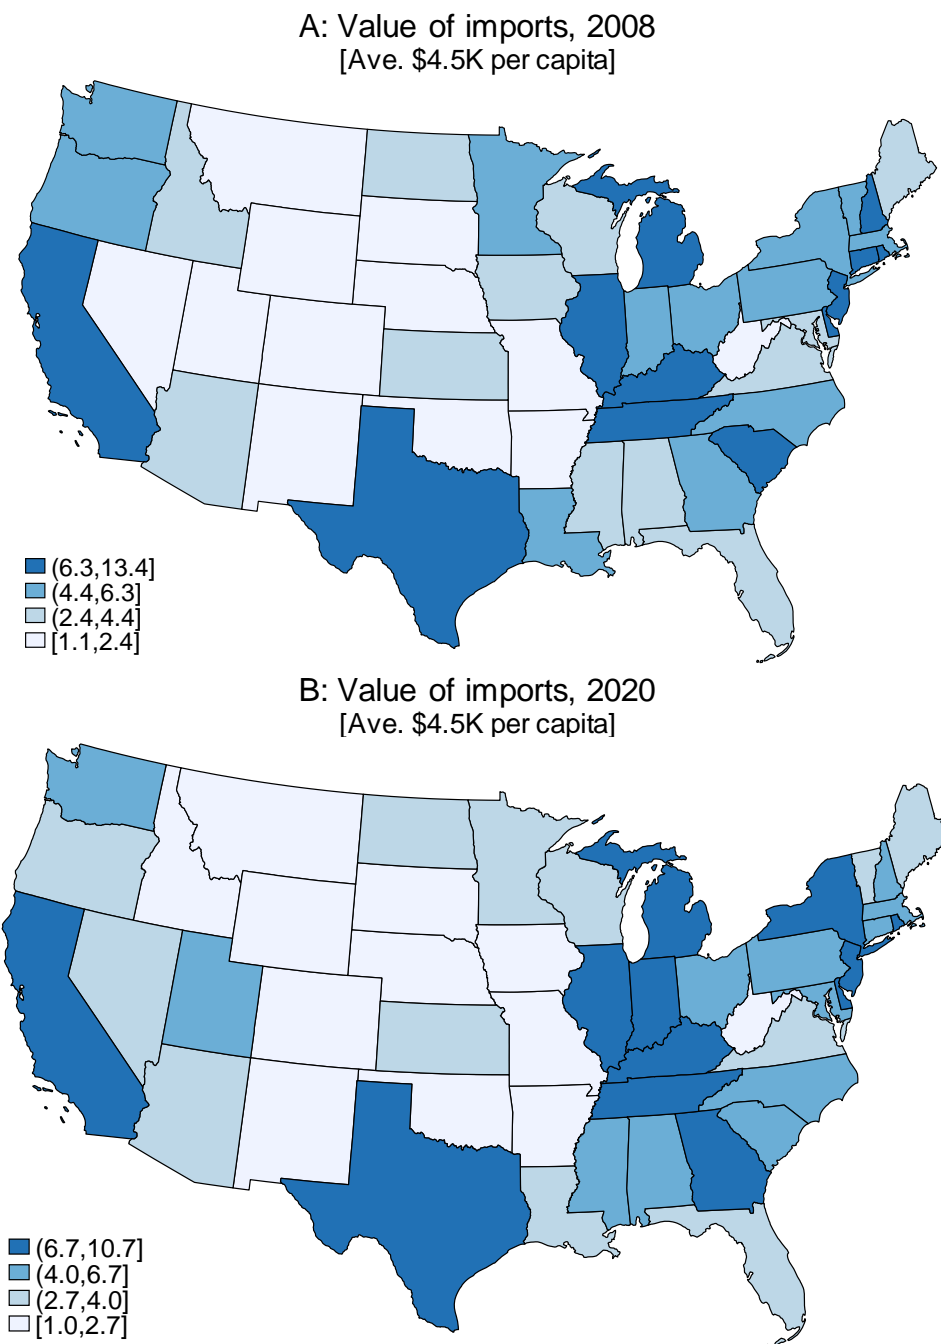 A: Value of imports, 2008
[Ave. $4.5K per capita]
(6.3,13.4]
(4.4,6.3]
(2.4,4.4]
[1.1,2.4]
B: Value of imports, 2020
[Ave. $4.5K per capita]
(6.7,10.7]
(4.0,6.7]
(2.7,4.0]
[1.0,2.7]